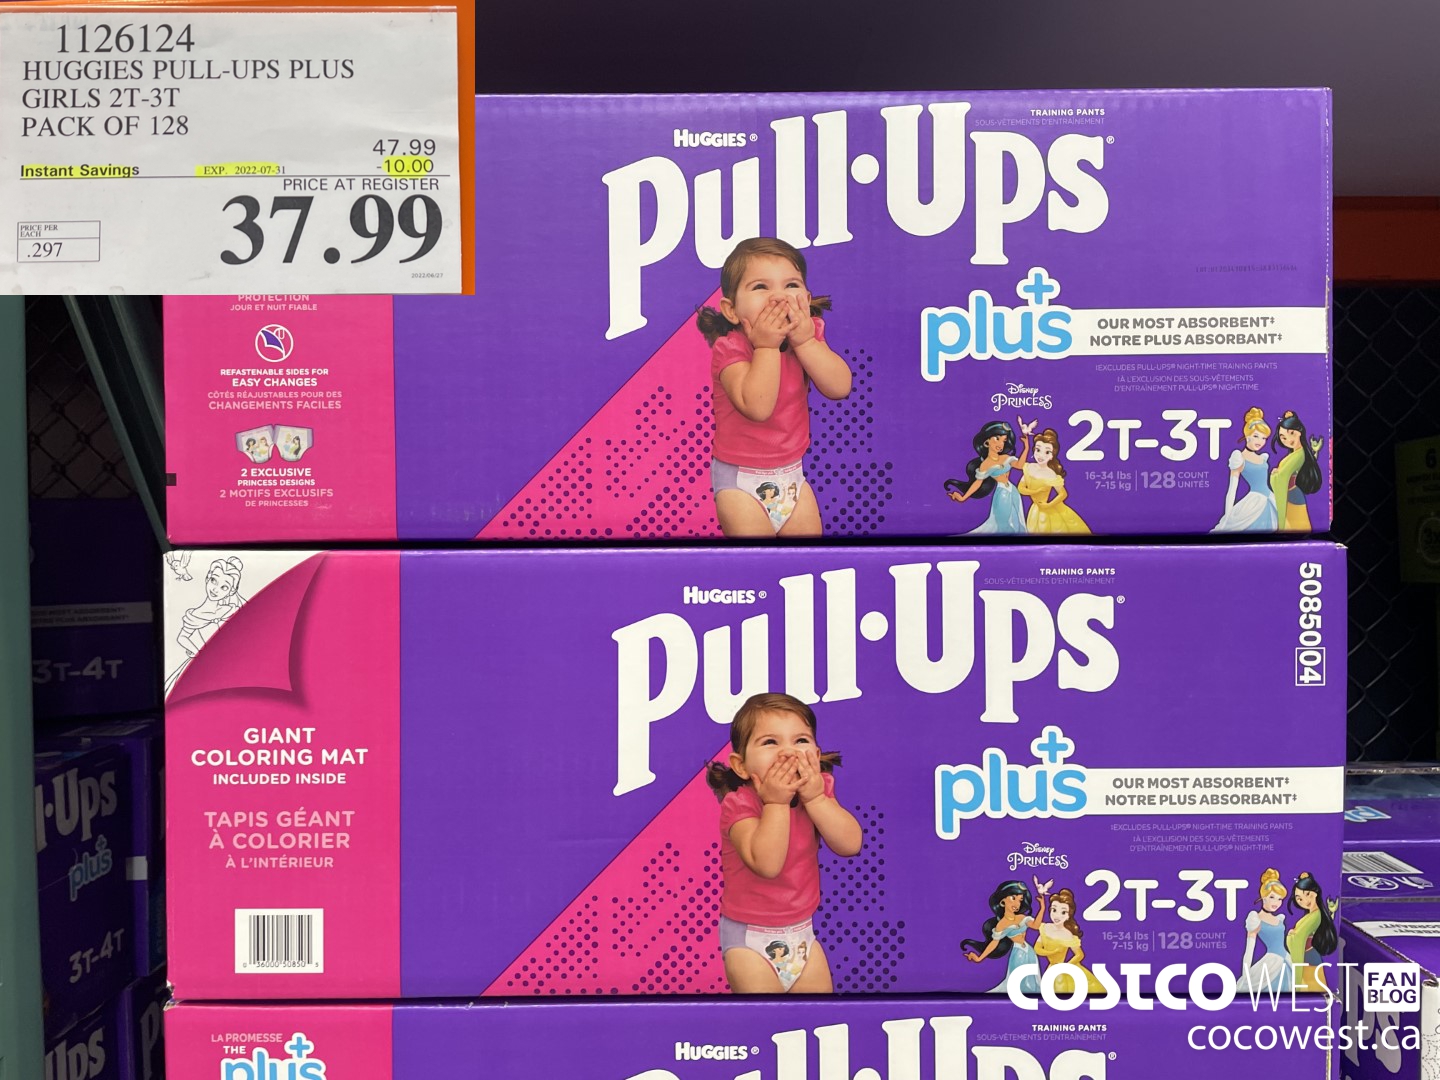 1126124
HUGGIES PULL-UPS PLUS
GIRLS 2T-3T
PACK OF 128
47.99
Instant Savings EXP. 2022-07-31 -10.00
PRICE AT REGISTER
37.99
PRICE PER
EACH
.297
2022/06/27
PROTECTION
JOUR ET NUIT FIABLE
REFASTENABLE SIDES FOR
EASY CHANGES
CÔTÉS RÉAJUSTABLES POUR DES
CHANGEMENTS FACILES
2 EXCLUSIVE
PRINCESS DESIGNS
2 MOTIFS EXCLUSIFS
DE PRINCESSES
TRAINING PANTS
SOUS-VÊTEMENTS D'ENTRAÎNEMENT
HUGGIES®
Pull·Ups®
plus+
OUR MOST ABSORBENT‡
NOTRE PLUS ABSORBANT‡
‡EXCLUDES PULL-UPS® NIGHT-TIME TRAINING PANTS
‡À L'EXCLUSION DES SOUS-VÊTEMENTS
D'ENTRAÎNEMENT PULL-UPS® NIGHT-TIME
Disney
PRINCESS
2T-3T
16-34 lbs
7-15 kg
128 COUNT
UNITÉS
GIANT
COLORING MAT
INCLUDED INSIDE
TAPIS GÉANT
À COLORIER
À L'INTÉRIEUR
0 36000 50850 3
TRAINING PANTS
SOUS-VÊTEMENTS D'ENTRAÎNEMENT
HUGGIES®
Pull·Ups®
5085004
plus+
OUR MOST ABSORBENT‡
NOTRE PLUS ABSORBANT‡
‡EXCLUDES PULL-UPS® NIGHT-TIME TRAINING PANTS
‡À L'EXCLUSION DES SOUS-VÊTEMENTS
D'ENTRAÎNEMENT PULL-UPS® NIGHT-TIME
Disney
PRINCESS
2T-3T
16-34 lbs
7-15 kg
128 COUNT
UNITÉS
LA PROMESSE
THE
plus+
TRAINING PANTS
SOUS-VÊTEMENTS D'ENTRAÎNEMENT
HUGGIES®
Pull·Ups®
3T-4T
l·Ups
plus+
3T-4T
Ups
COSTCO WEST FAN
BLOG
cocowest.ca